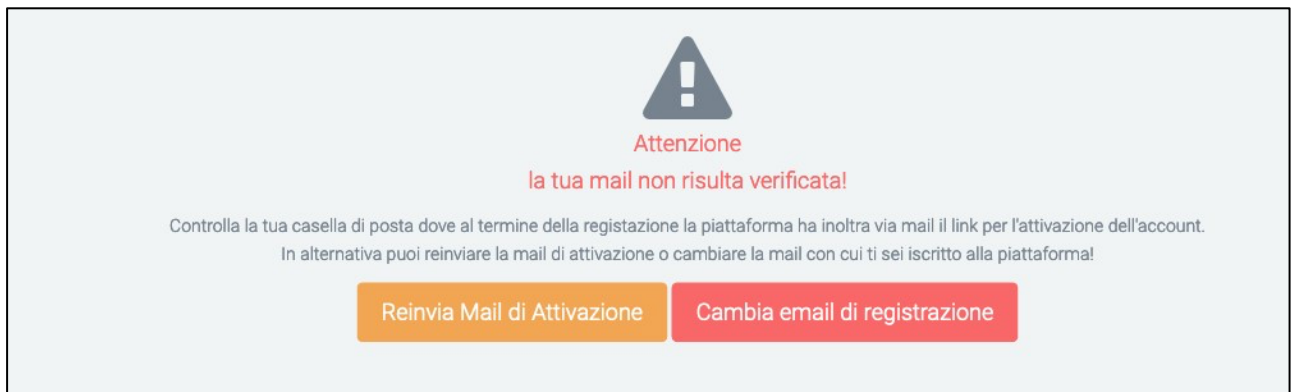 Attenzione
la tua mail non risulta verificata!
Controlla la tua casella di posta dove al termine della registazione la piattaforma ha inoltra via mail il link per l'attivazione dell'account.
In alternativa puoi reinviare la mail di attivazione o cambiare la mail con cui ti sei iscritto alla piattaforma!
Reinvia Mail di Attivazione Cambia email di registrazione